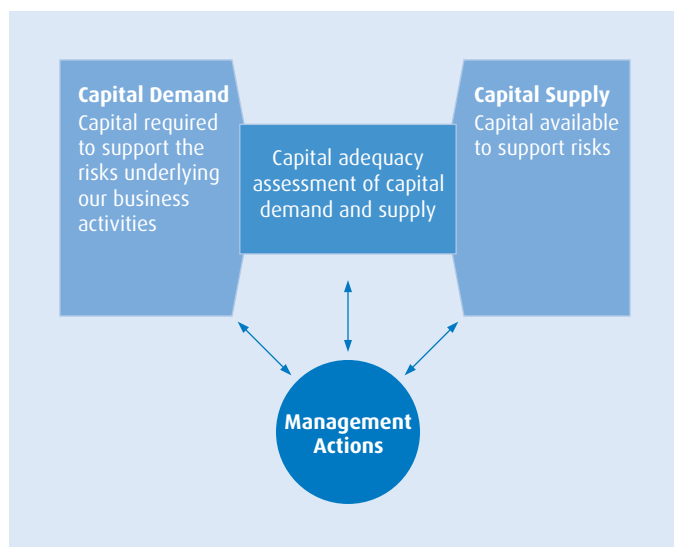 Capital Demand
Capital required
to support the
risks underlying
our business
activities
Capital adequacy
assessment of capital
demand and supply
Capital Supply
Capital available
to support risks
Management
Actions